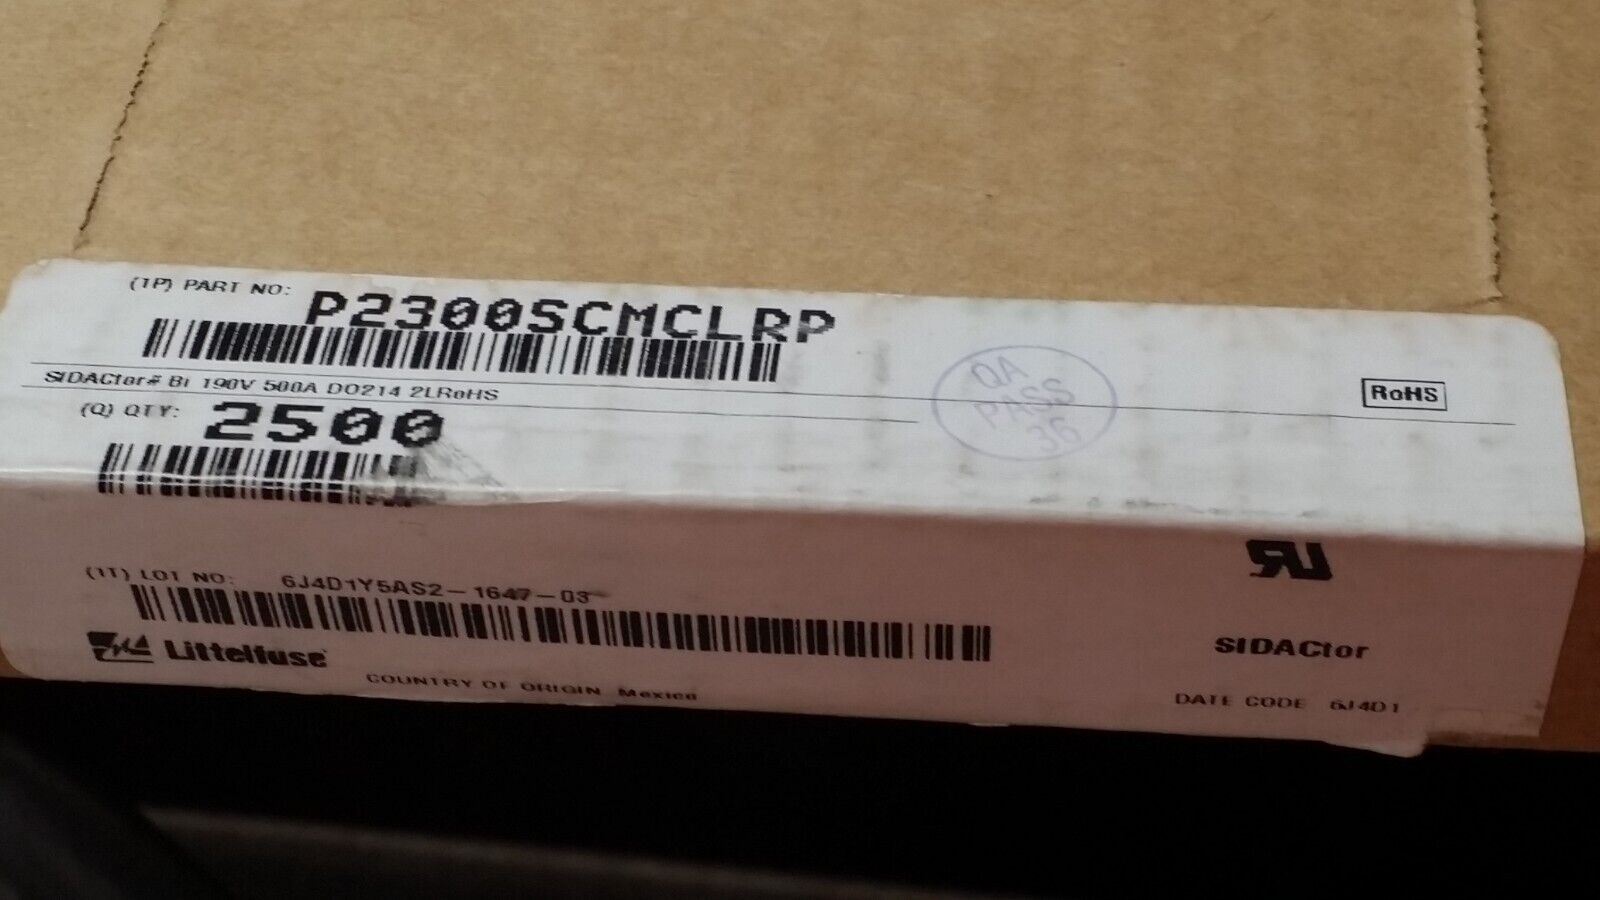 (1P) PART NO: P2300SCMCLRP
SIDACtor# Bi 190V 500A DO214 2LRoHS
RoHS
(Q) QTY: 2500
QA
PASS
36
(1T) LOT NO: 6J4D1Y5AS2-1647-03
Littelfuse
SIDACtor
COUNTRY OF ORIGIN Mexico
DATE CODE 6J4D1